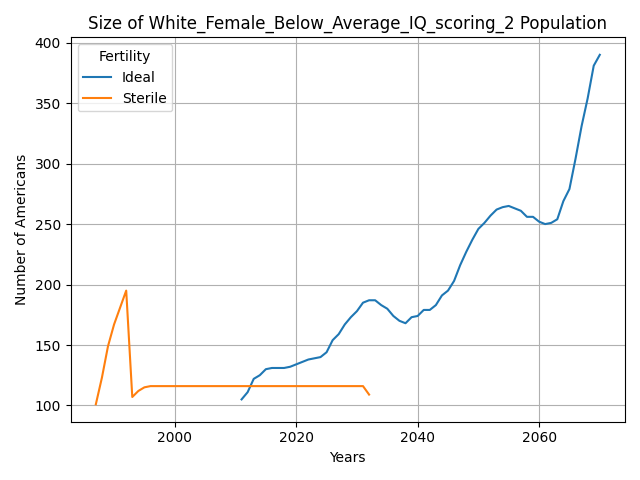 Size of White_Female_Below_Average_IQ_scoring_2 Population
Number of Americans
400
350
300
250
200
150
100
Fertility
Ideal
Sterile
2000
2020
2040
2060
Years